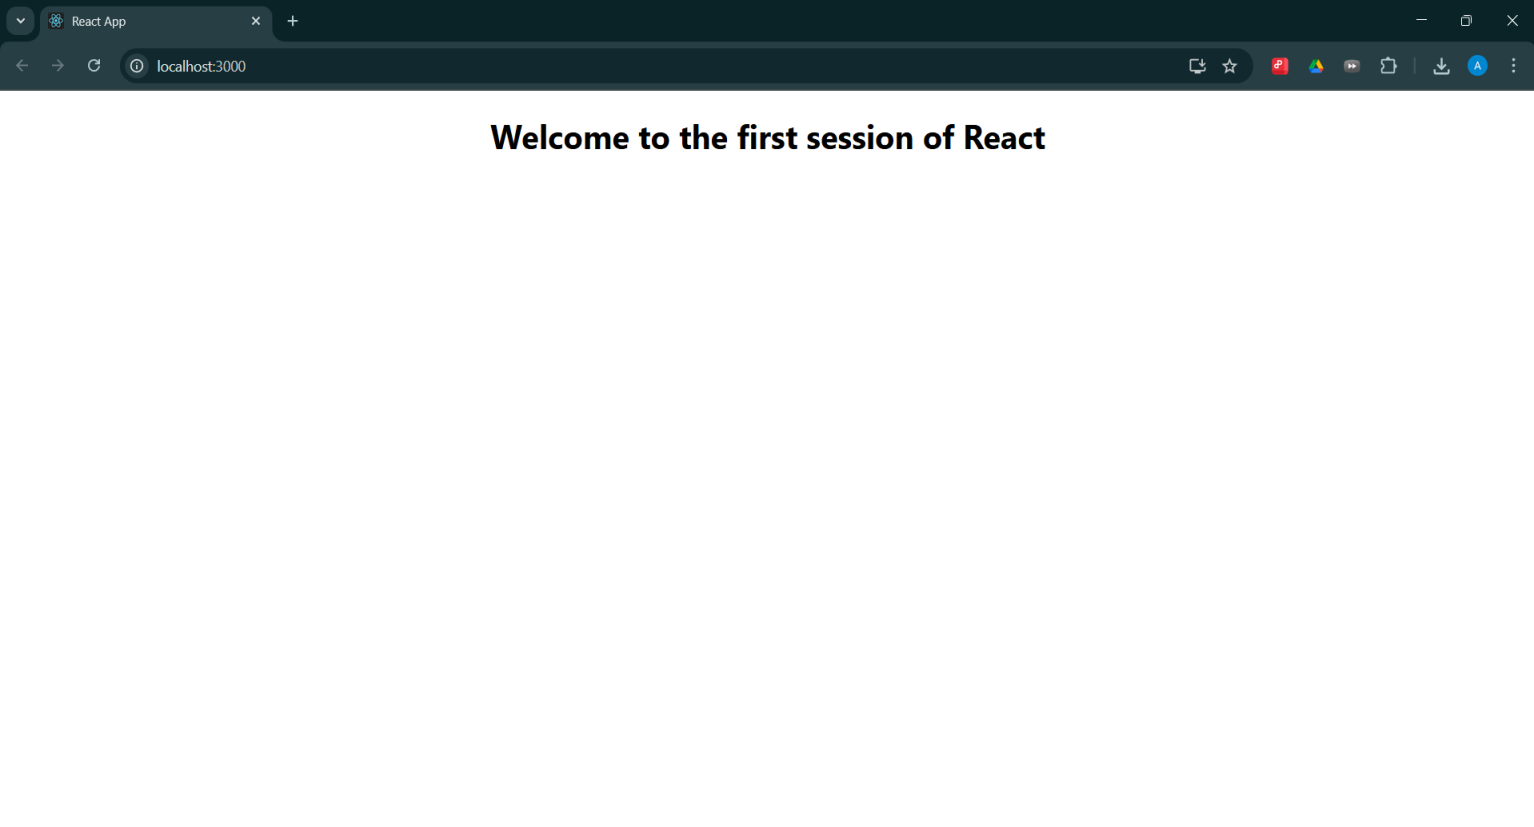 React App
localhost:3000
A
Welcome to the first session of React